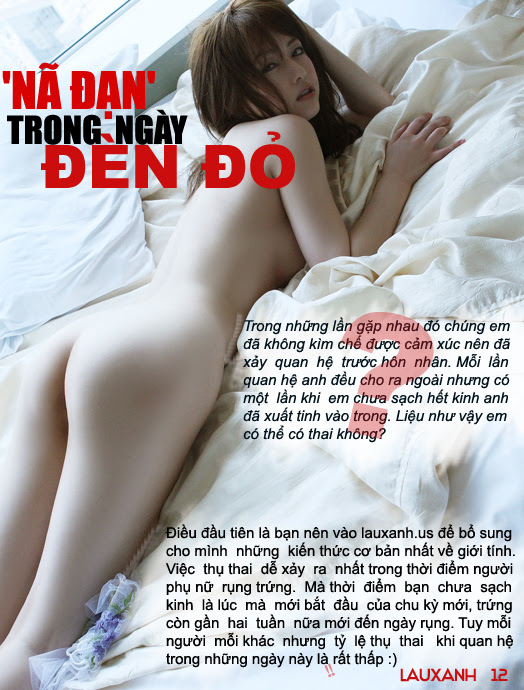 'NÃ ĐẠN'
TRONG NGÀY
ĐÈN ĐỎ
Trong những lần gặp nhau đó chúng em
đã không kìm chế được cảm xúc nên đã
xảy quan hệ trước hôn nhân. Mỗi lần
quan hệ anh đều cho ra ngoài nhưng có
một lần khi em chưa sạch hết kinh anh
đã xuất tinh vào trong. Liệu như vậy em
có thể có thai không?
?
Điều đầu tiên là bạn nên vào lauxanh.us để bổ sung
cho mình những kiến thức cơ bản nhất về giới tính.
Việc thụ thai dễ xảy ra nhất trong thời điểm người
phụ nữ rụng trứng. Mà thời điểm bạn chưa sạch
kinh là lúc mà mới bắt đầu của chu kỳ mới, trứng
còn gần hai tuần nữa mới đến ngày rụng. Tuy mỗi
người mỗi khác nhưng tỷ lệ thụ thai khi quan hệ
trong những ngày này là rất thấp :)
!!
LAUXANH 12